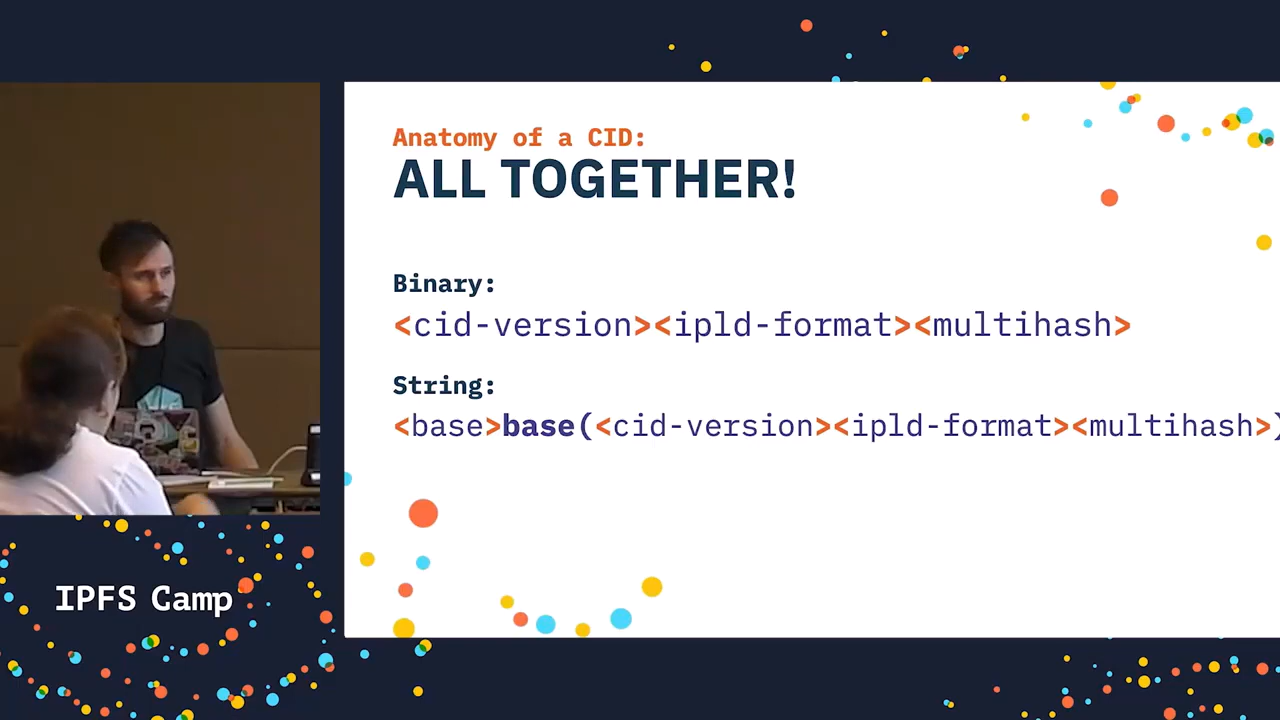 Anatomy of a CID:
ALL TOGETHER!
Binary:
<cid-version><ipld-format><multihash>
String:
<base>base(<cid-version><ipld-format><multihash>)
IPFS Camp